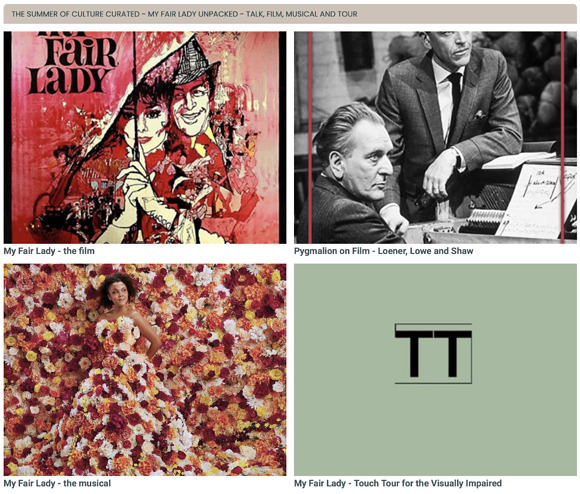 THE SUMMER OF CULTURE CURATED - MY FAIR LADY UNPACKED - TALK, FILM, MUSICAL AND TOUR
MY
FAIR
LADY
My Fair Lady - the film
Pygmalion on Film - Loener, Lowe and Shaw
TT
My Fair Lady - the musical
My Fair Lady - Touch Tour for the Visually Impaired